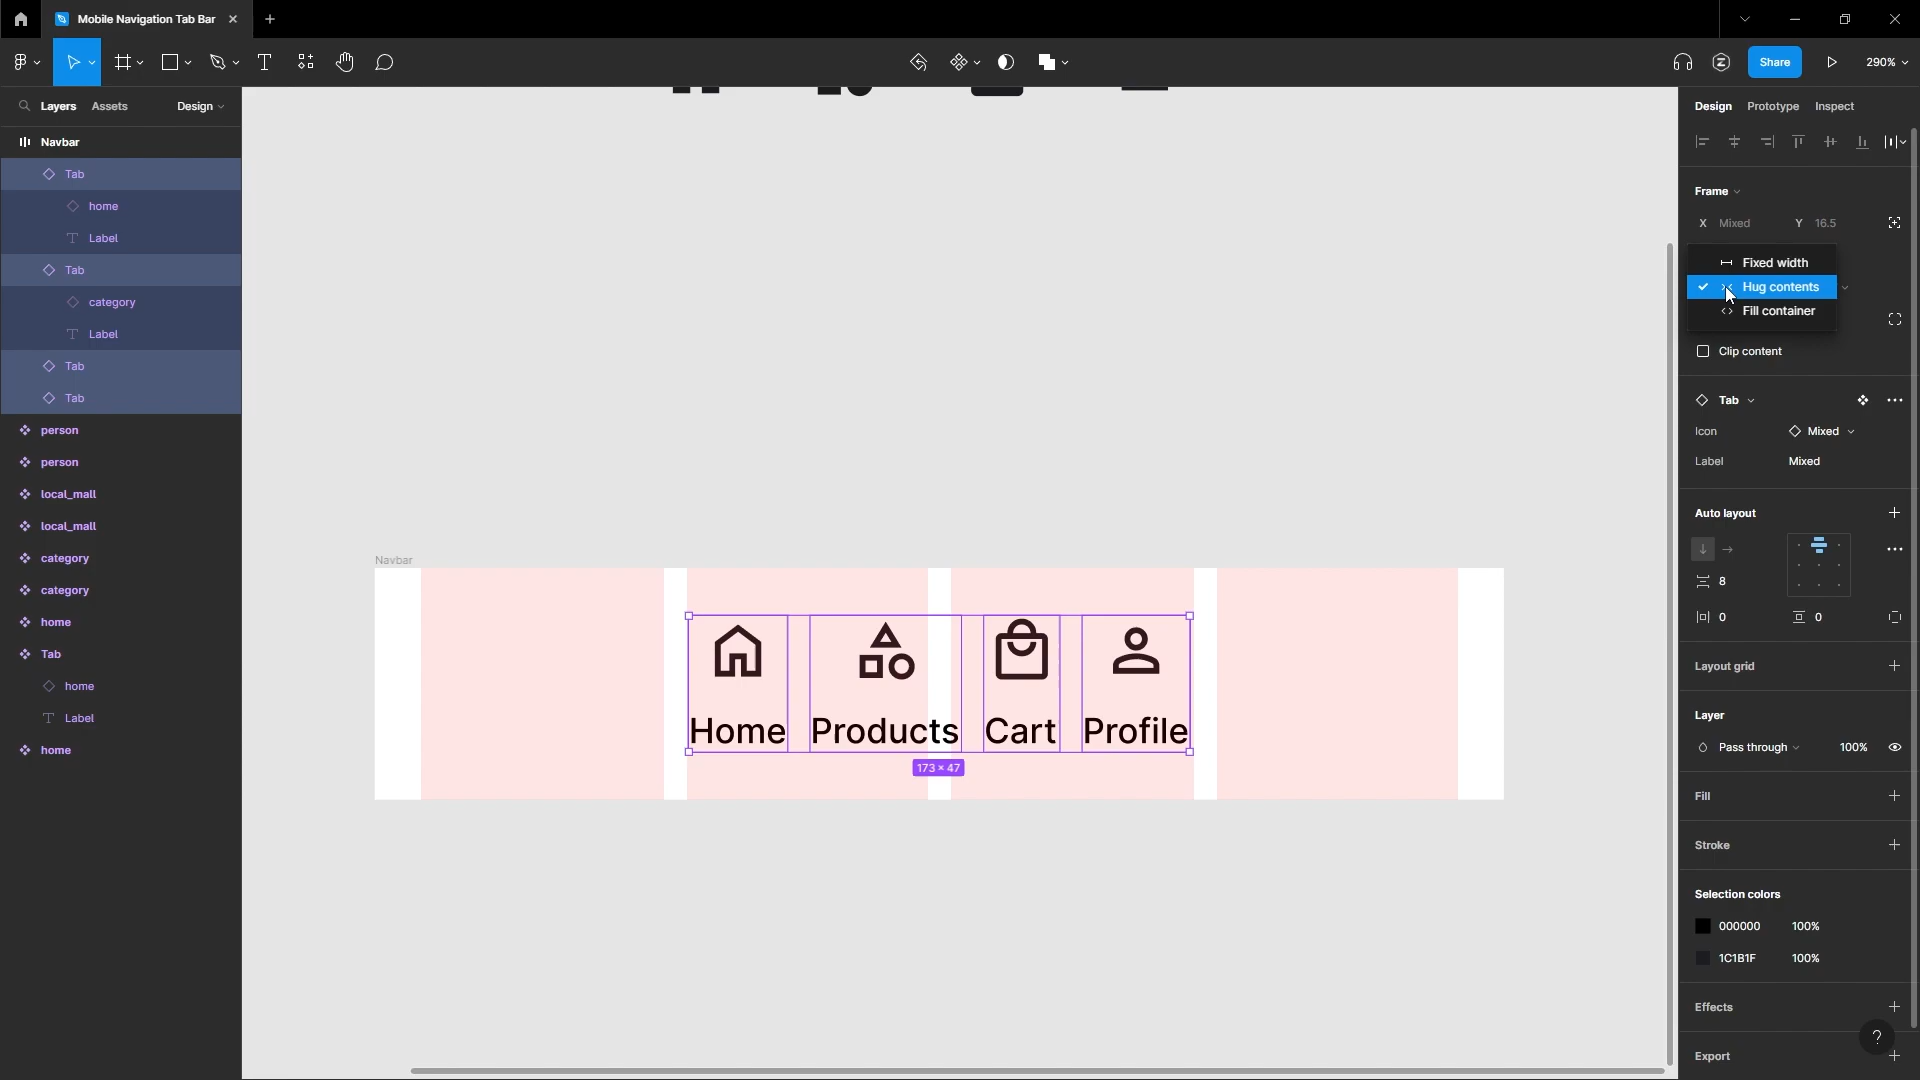 Mobile Navigation Tab Bar
Share
290%
Layers
Assets
Design
Navbar
Tab
home
Label
Tab
category
Label
Tab
Tab
person
person
local_mall
local_mall
category
category
home
Tab
home
Label
home
Navbar
Home
Products
Cart
Profile
173 × 47
Design
Prototype
Inspect
Frame
X Mixed
Y 16.5
Fixed width
Hug contents
Fill container
Clip content
Tab
Icon
Mixed
Label
Mixed
Auto layout
8
0
0
Layout grid
Layer
Pass through
100%
Fill
Stroke
Selection colors
000000
100%
1C1B1F
100%
Effects
?
Export